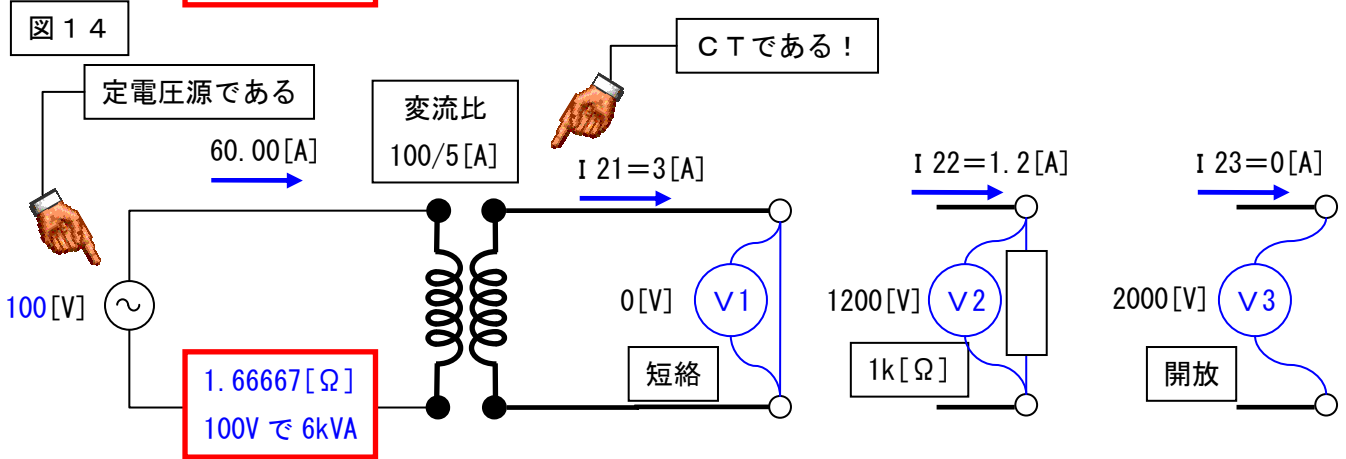 図１４
定電圧源である
ＣＴである！
変流比
100/5[A]
60.00[A]
I 21＝3[A]
I 22＝1.2[A]
I 23＝0[A]
100[V]
0[V]
V1
1200[V]
V2
2000[V]
V3
1.66667[Ω]
100V で 6kVA
短絡
1k[Ω]
開放